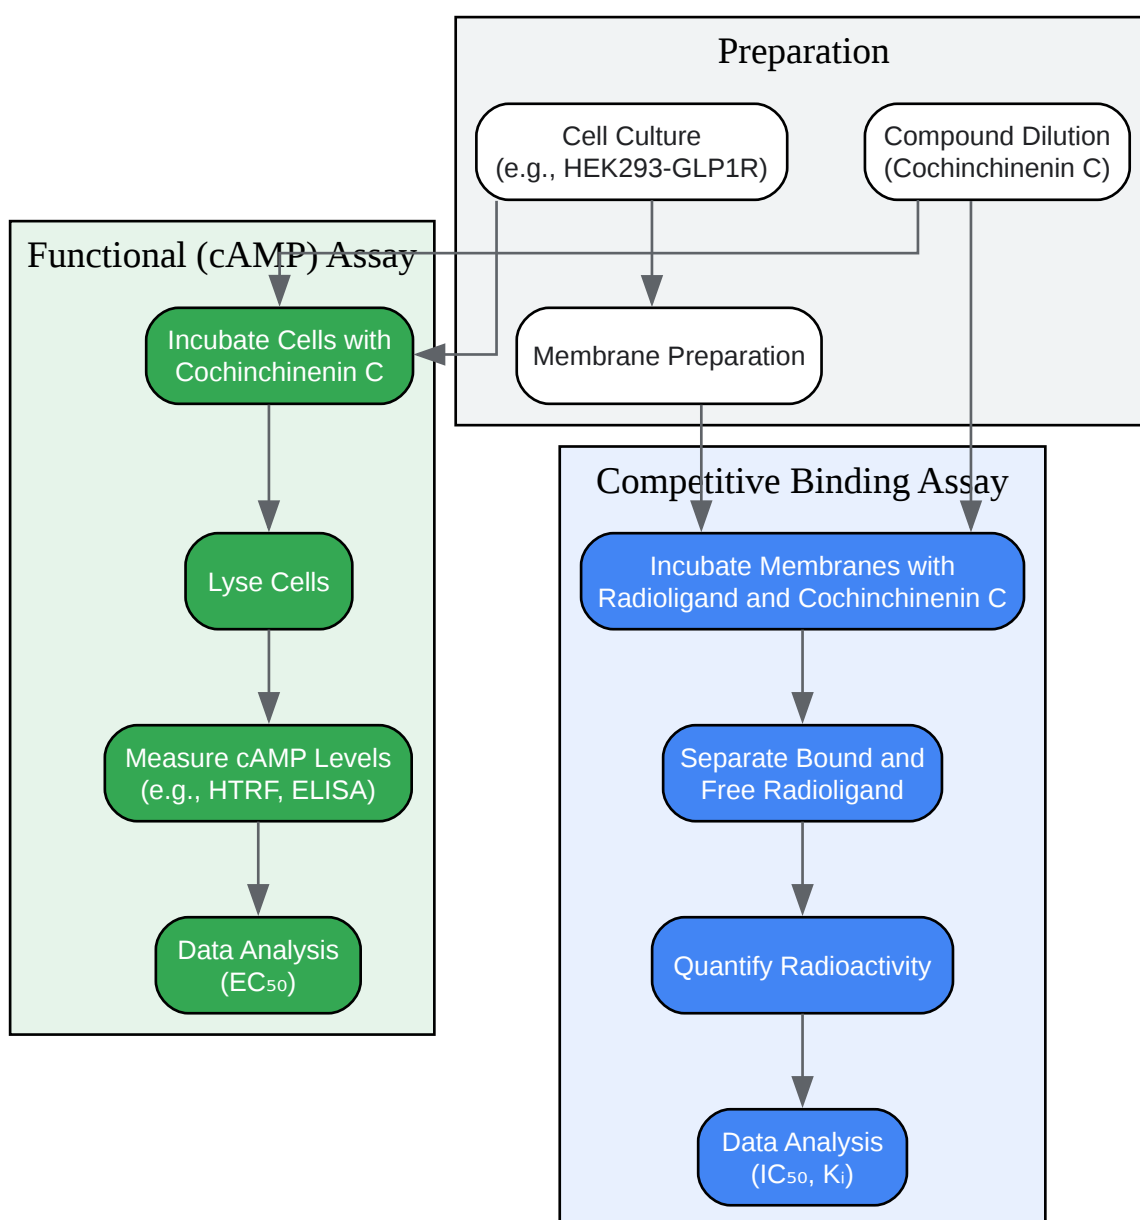 Preparation
Cell Culture
(e.g., HEK293-GLP1R)
Compound Dilution
(Cochinchinenin C)
Membrane Preparation
Functional (cAMP) Assay
Incubate Cells with
Cochinchinenin C
Lyse Cells
Measure cAMP Levels
(e.g., HTRF, ELISA)
Data Analysis
(EC₅₀)
Competitive Binding Assay
Incubate Membranes with
Radioligand and Cochinchinenin C
Separate Bound and
Free Radioligand
Quantify Radioactivity
Data Analysis
(IC₅₀, Kᵢ)